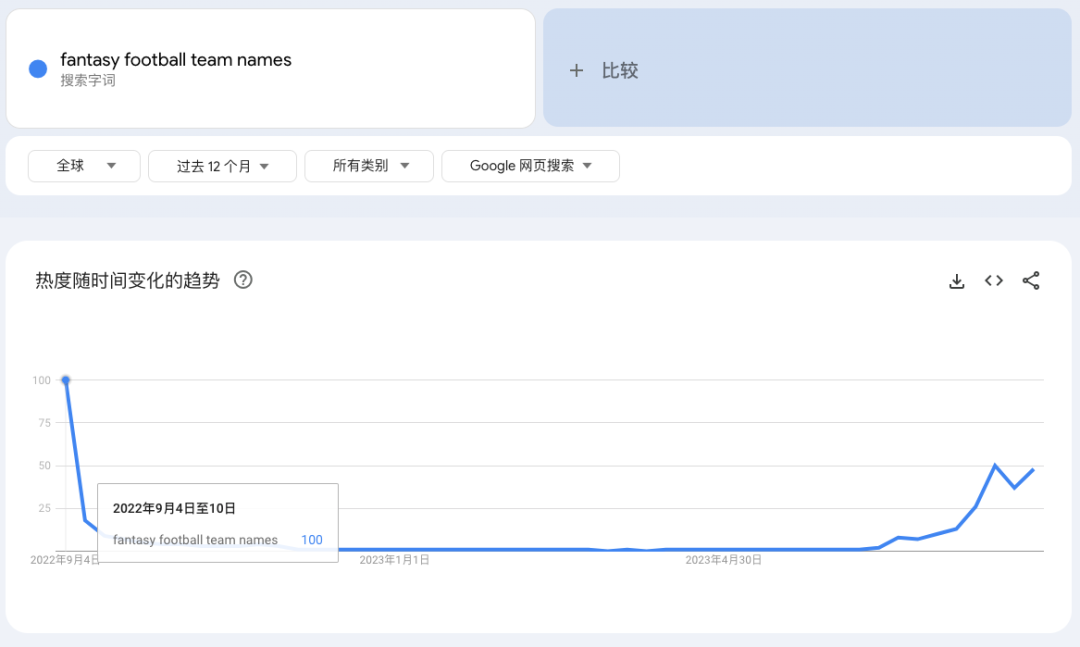 fantasy football team names
搜索字词
+ 比较
全球
过去 12 个月
所有类别
Google 网页搜索
热度随时间变化的趋势
100
75
50
25
2022年9月4日至10日
fantasy football team names 100
2022年9月4日
2023年1月1日
2023年4月30日